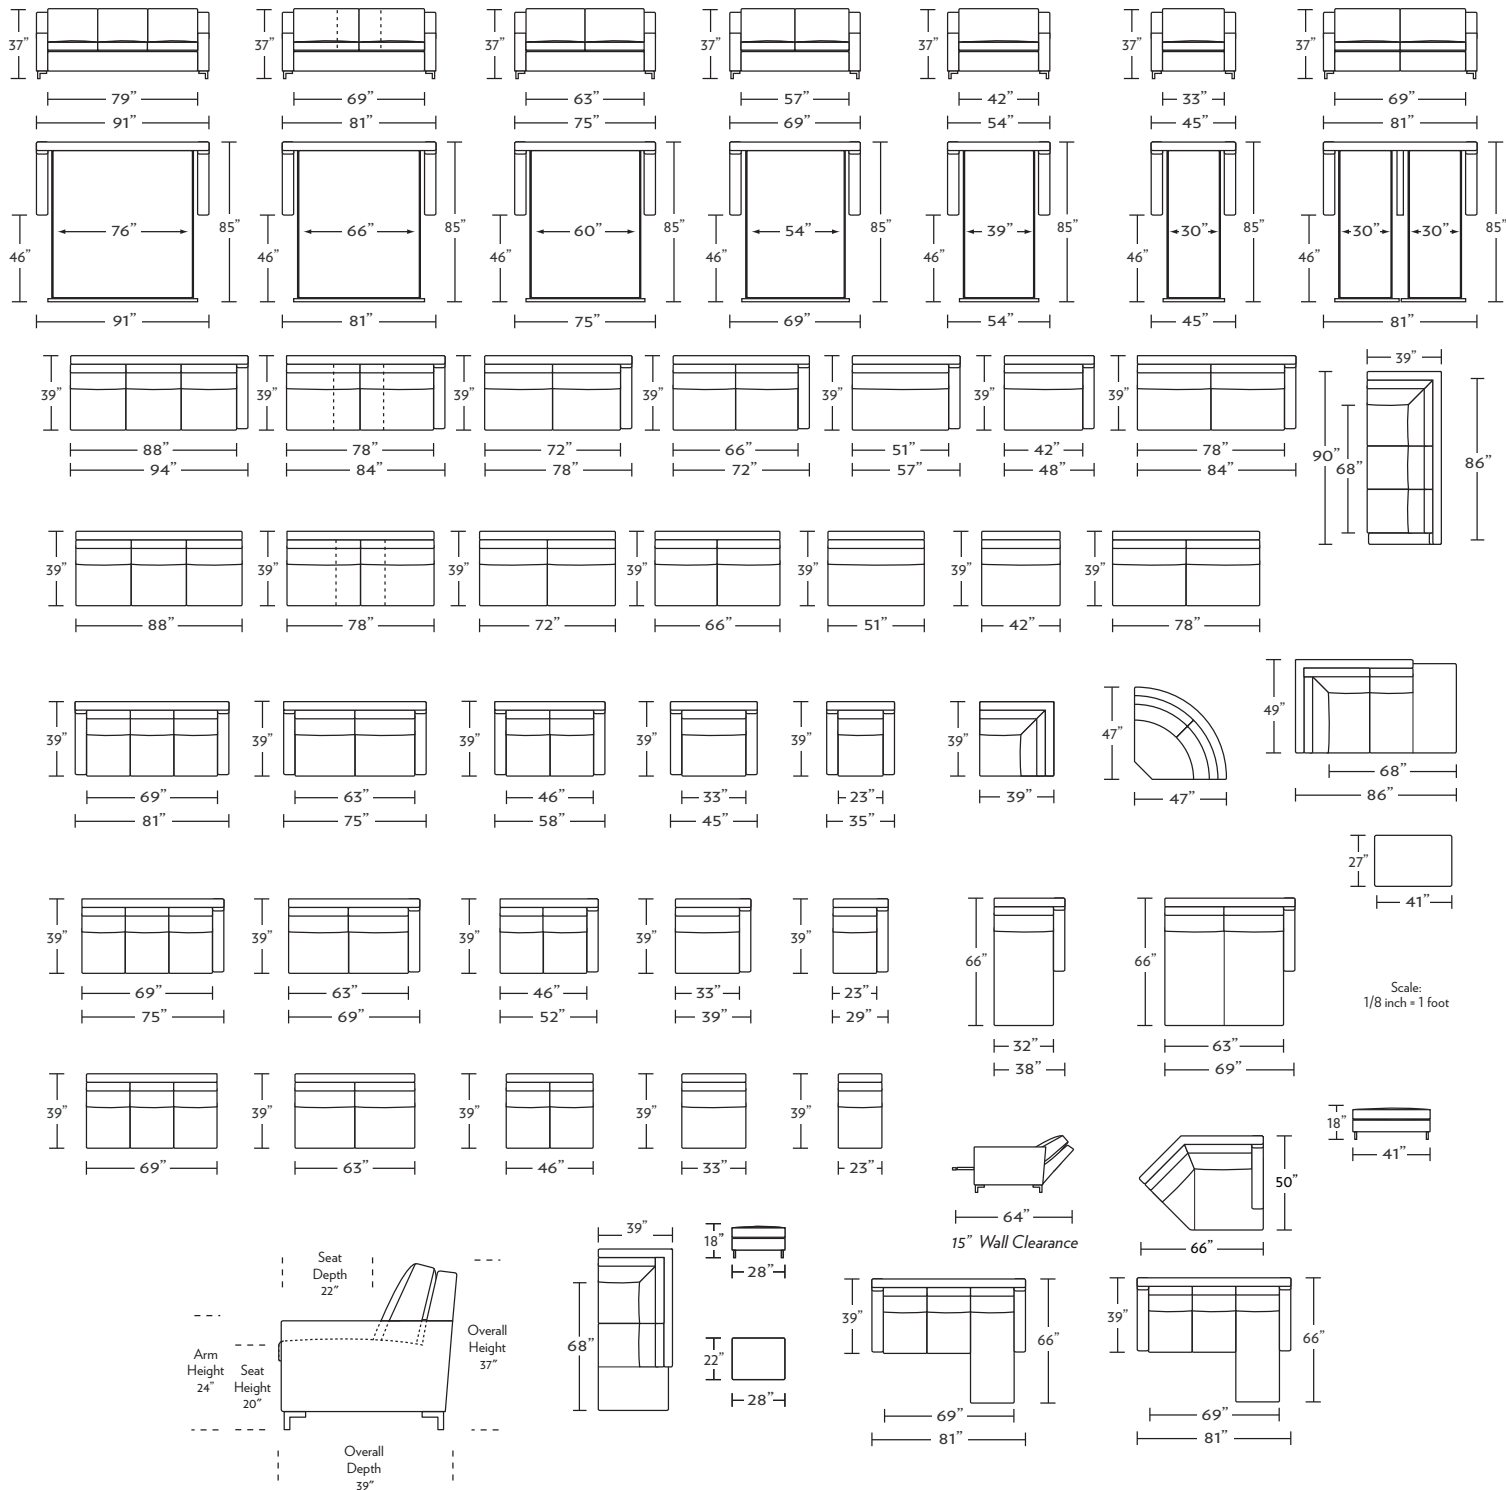 37” 37” 37” 37” 37” 37” 37”
79” 69” 63” 57” 42” 33” 69”
91” 81” 75” 69” 54” 45” 81”
76” 85” 66” 85” 60” 85” 54” 85” 39” 85” 30” 85” 30” 30” 85”
46” 46” 46” 46” 46” 46” 46”
91” 81” 75” 69” 54” 45” 81”
39”
39” 39” 39” 39” 39” 39” 39”
88” 78” 72” 66” 51” 42” 78”
94” 84” 78” 72” 57” 48” 84”
90” 68” 86”
39” 39” 39” 39” 39” 39” 39”
88” 78” 72” 66” 51” 42” 78”
39” 39” 39” 39” 39” 39” 47” 49”
69” 63” 46” 33” 23” 39” 47” 68”
81” 75” 58” 45” 35” 86”
27”
41”
39” 39” 39” 39” 39” 66” 66”
69” 63” 46” 33” 23”
75” 69” 52” 39” 29”
Scale:
1/8 inch = 1 foot
32” 63”
38” 69”
39” 39” 39” 39” 39”
69” 63” 46” 33” 23”
18”
41”
64”
15” Wall Clearance
50”
66”
39”
68”
18”
28”
22”
28”
39” 66”
69”
81”
39” 66”
69”
81”
Seat
Depth
22”
Arm
Height
24”
Seat
Height
20”
Overall
Height
37”
Overall
Depth
39”